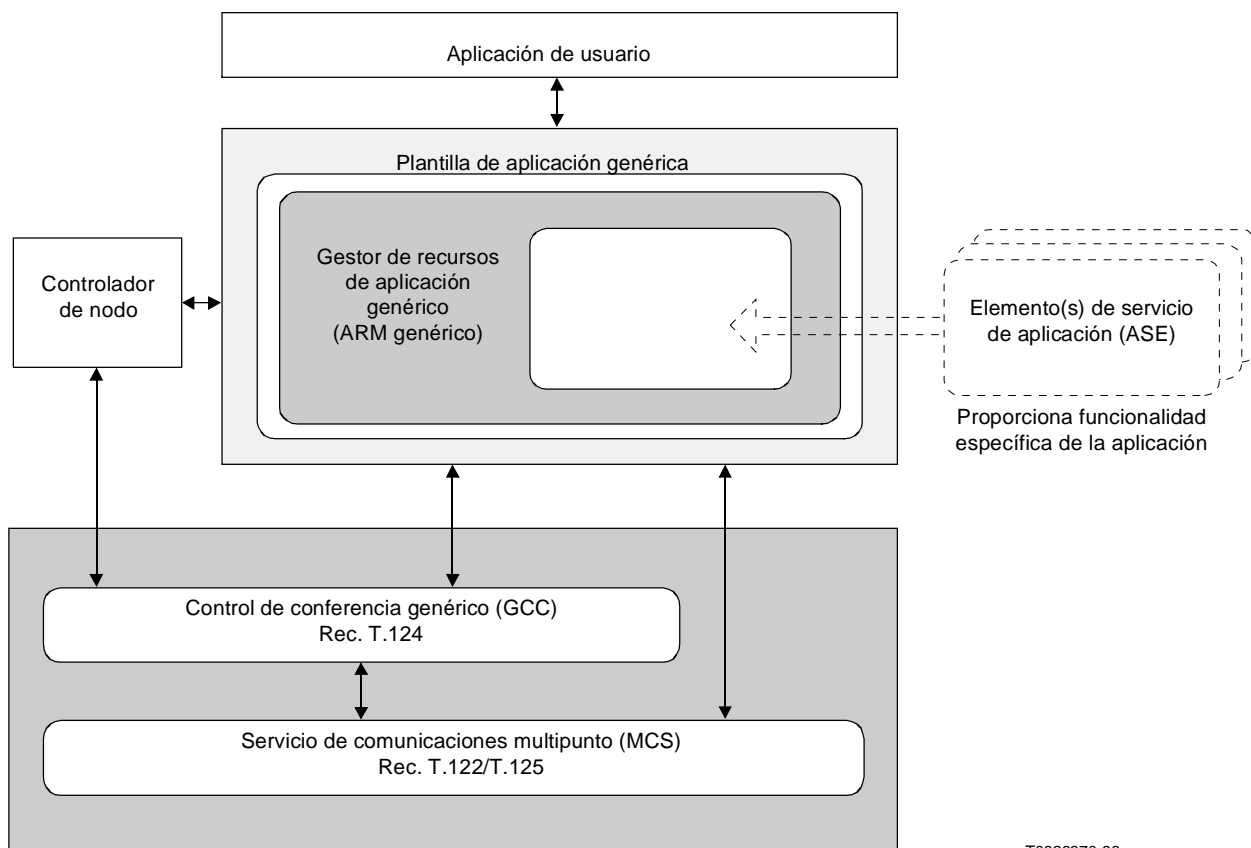 Aplicación de usuario
Plantilla de aplicación genérica
Gestor de recursos
de aplicación
genérico
(ARM genérico)
Controlador
de nodo
Elemento(s) de servicio
de aplicación (ASE)
Proporciona funcionalidad
específica de la aplicación
Control de conferencia genérico (GCC)
Rec. T.124
Servicio de comunicaciones multipunto (MCS)
Rec. T.122/T.125